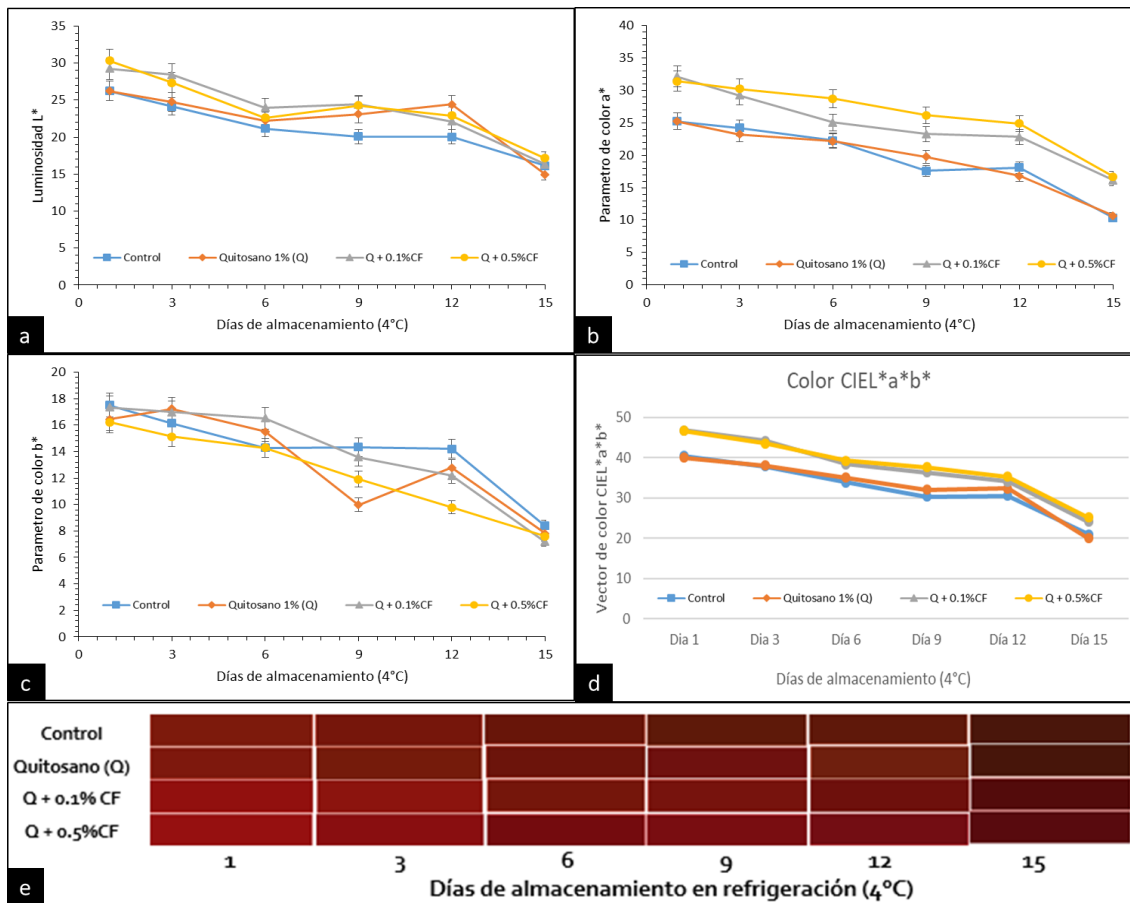 35
30
25
20
15
10
5
0
Luminosidad L*
Control
Quitosano 1% (Q)
Q + 0.1%CF
Q + 0.5%CF
0 3 6 9 12 15
Días de almacenamiento (4°C)
a
40
35
30
25
20
15
10
5
0
Parametro de color a*
Control
Quitosano 1% (Q)
Q + 0.1%CF
Q + 0.5%CF
0 3 6 9 12 15
Días de almacenamiento (4°C)
b
20
18
16
14
12
10
8
6
4
2
0
Parametro de color b*
Control
Quitosano 1% (Q)
Q + 0.1%CF
Q + 0.5%CF
0 3 6 9 12 15
Días de almacenamiento (4°C)
c
Color CIEL*a*b*
50
40
30
20
10
0
Vector de color CIEL*a*b*
Control
Quitosano 1% (Q)
Q + 0.1%CF
Q + 0.5%CF
Dia 1 Dia 3 Día 6 Día 9 Día 12 Día 15
Días de almacenamiento (4°C)
d
Control
Quitosano (Q)
Q + 0.1% CF
Q + 0.5%CF
1 3 6 9 12 15
Días de almacenamiento en refrigeración (4°C)
e